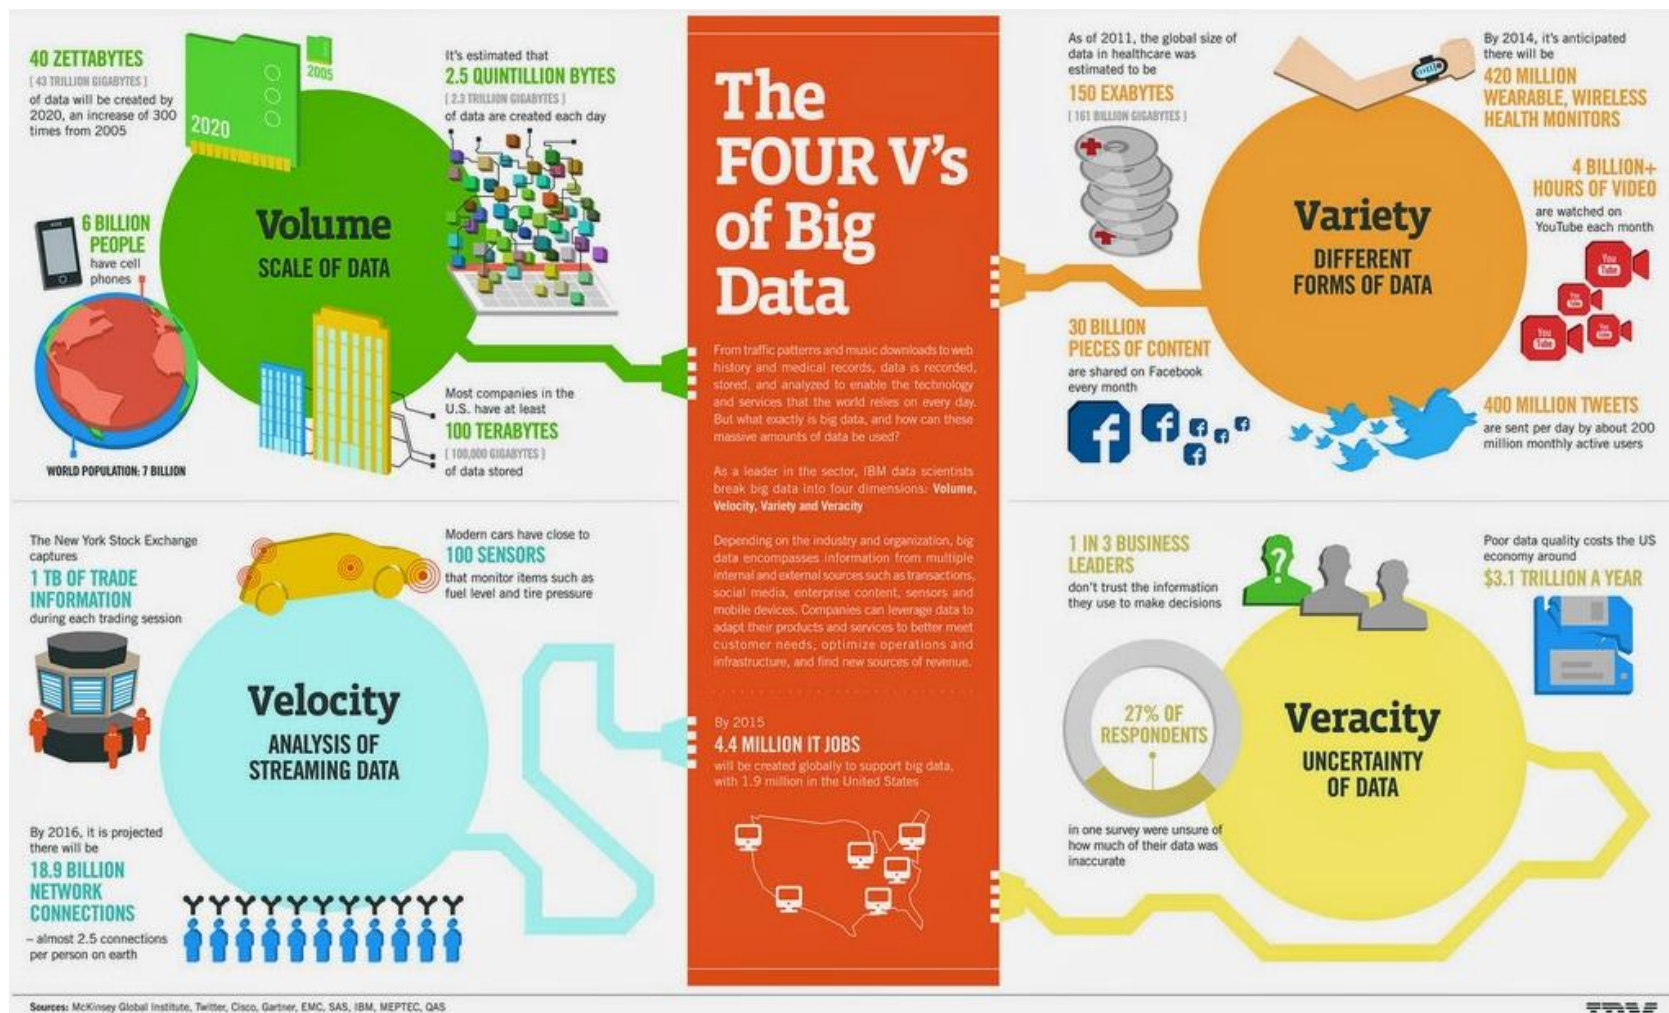 40 ZETTABYTES
[ 43 TRILLION GIGABYTES ]
of data will be created by
2020, an increase of 300
times from 2005
2020
2005
It's estimated that
2.5 QUINTILLION BYTES
[ 2.3 TRILLION GIGABYTES ]
of data are created each day
6 BILLION
PEOPLE
have cell
phones
WORLD POPULATION: 7 BILLION
Volume
SCALE OF DATA
Most companies in the
U.S. have at least
100 TERABYTES
[ 100,000 GIGABYTES ]
of data stored
The New York Stock Exchange
captures
1 TB OF TRADE
INFORMATION
during each trading session
Modern cars have close to
100 SENSORS
that monitor items such as
fuel level and tire pressure
Velocity
ANALYSIS OF
STREAMING DATA
By 2016, it is projected
there will be
18.9 BILLION
NETWORK
CONNECTIONS
– almost 2.5 connections
per person on earth
The
FOUR V's
of Big
Data
From traffic patterns and music downloads to web
history and medical records, data is recorded,
stored, and analyzed to enable the technology
and services that the world relies on every day.
But what exactly is big data, and how can these
massive amounts of data be used?
As a leader in the sector, IBM data scientists
break big data into four dimensions: Volume,
Velocity, Variety and Veracity
Depending on the industry and organization, big
data encompasses information from multiple
internal and external sources such as transactions,
social media, enterprise content, sensors and
mobile devices. Companies can leverage data to
adapt their products and services to better meet
customer needs, optimize operations and
infrastructure, and find new sources of revenue.
By 2015
4.4 MILLION IT JOBS
will be created globally to support big data,
with 1.9 million in the United States
As of 2011, the global size of
data in healthcare was
estimated to be
150 EXABYTES
[ 161 BILLION GIGABYTES ]
By 2014, it's anticipated
there will be
420 MILLION
WEARABLE, WIRELESS
HEALTH MONITORS
4 BILLION+
HOURS OF VIDEO
are watched on
YouTube each month
You
Tube
You
Tube
You
Tube
You
Tube
Variety
DIFFERENT
FORMS OF DATA
30 BILLION
PIECES OF CONTENT
are shared on Facebook
every month
f
f
f
f
f
f
400 MILLION TWEETS
are sent per day by about 200
million monthly active users
1 IN 3 BUSINESS
LEADERS
don't trust the information
they use to make decisions
?
Poor data quality costs the US
economy around
$3.1 TRILLION A YEAR
27% OF
RESPONDENTS
in one survey were unsure of
how much of their data was
inaccurate
Veracity
UNCERTAINTY
OF DATA
Sources: McKinsey Global Institute, Twitter, Cisco, Gartner, EMC, SAS, IBM, MEPTEC, QAS